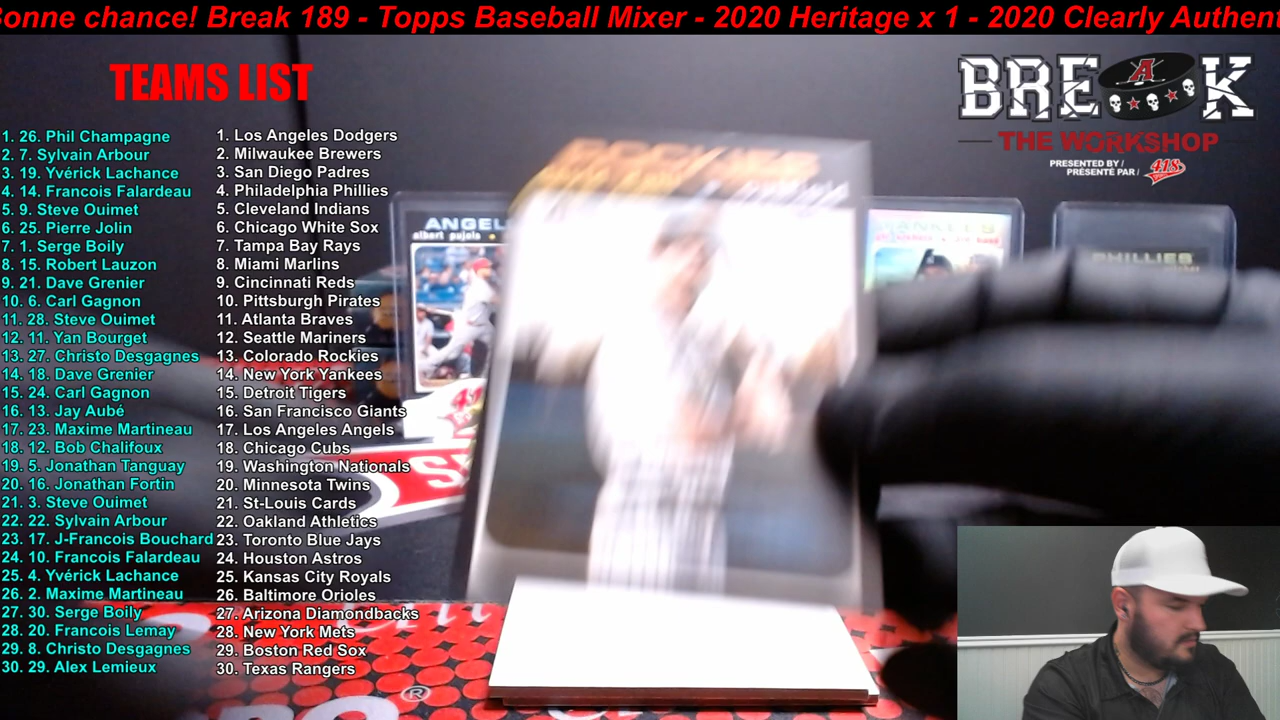 Bonne chance! Break 189 - Topps Baseball Mixer - 2020 Heritage x 1 - 2020 Clearly Authent
TEAMS LIST
BREAK
THE WORKSHOP
PRESENTED BY /
PRÉSENTÉ PAR /
418
1. 26. Phil Champagne
2. 7. Sylvain Arbour
3. 19. Yvérick Lachance
4. 14. Francois Falardeau
5. 9. Steve Ouimet
6. 25. Pierre Jolin
7. 1. Serge Boily
8. 15. Robert Lauzon
9. 21. Dave Grenier
10. 6. Carl Gagnon
11. 28. Steve Ouimet
12. 11. Yan Bourget
13. 27. Christo Desgagnes
14. 18. Dave Grenier
15. 24. Carl Gagnon
16. 13. Jay Aubé
17. 23. Maxime Martineau
18. 12. Bob Chalifoux
19. 5. Jonathan Tanguay
20. 16. Jonathan Fortin
21. 3. Steve Ouimet
22. 22. Sylvain Arbour
23. 17. J-Francois Bouchard
24. 10. Francois Falardeau
25. 4. Yvérick Lachance
26. 2. Maxime Martineau
27. 30. Serge Boily
28. 20. Francois Lemay
29. 8. Christo Desgagnes
30. 29. Alex Lemieux
1. Los Angeles Dodgers
2. Milwaukee Brewers
3. San Diego Padres
4. Philadelphia Phillies
5. Cleveland Indians
6. Chicago White Sox
7. Tampa Bay Rays
8. Miami Marlins
9. Cincinnati Reds
10. Pittsburgh Pirates
11. Atlanta Braves
12. Seattle Mariners
13. Colorado Rockies
14. New York Yankees
15. Detroit Tigers
16. San Francisco Giants
17. Los Angeles Angels
18. Chicago Cubs
19. Washington Nationals
20. Minnesota Twins
21. St-Louis Cards
22. Oakland Athletics
23. Toronto Blue Jays
24. Houston Astros
25. Kansas City Royals
26. Baltimore Orioles
27. Arizona Diamondbacks
28. New York Mets
29. Boston Red Sox
30. Texas Rangers
ANGEL
albert pujols
ROCKIES
YANKEES
PHILLIES
®